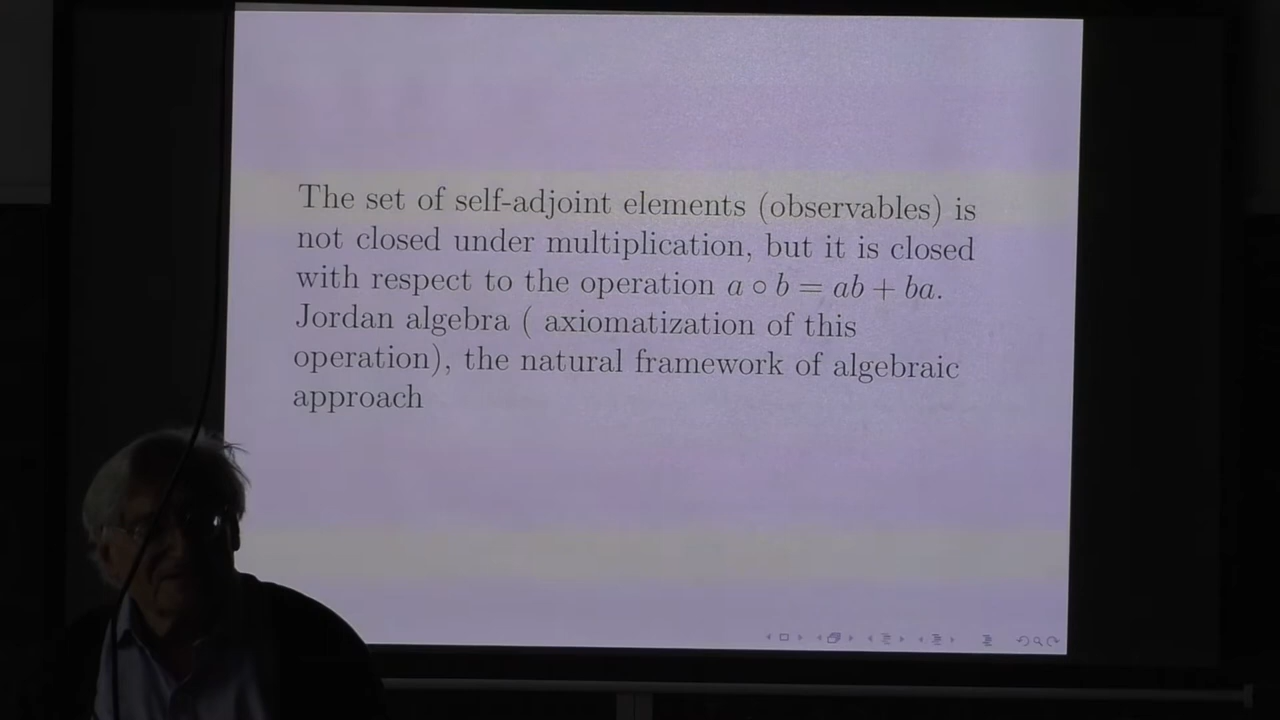 The set of self-adjoint elements (observables) is
not closed under multiplication, but it is closed
with respect to the operation a ∘ b = ab + ba.
Jordan algebra ( axiomatization of this
operation), the natural framework of algebraic
approach